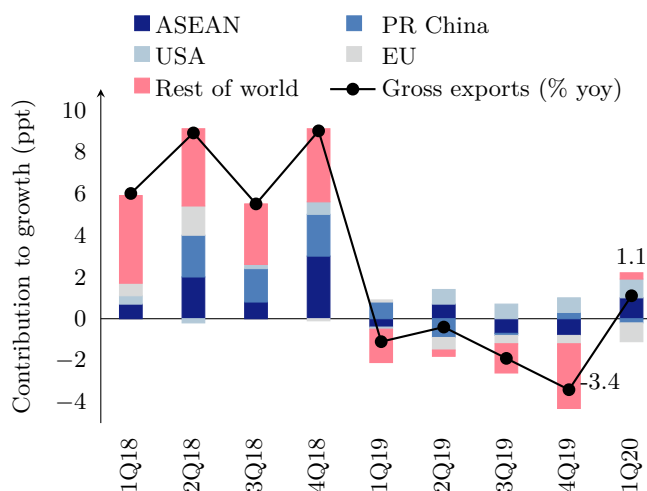 ASEAN PR China
USA EU
Rest of world Gross exports (% yoy)
Contribution to growth (ppt)
10
8
6
4
2
0
−2
−4
1.1
-3.4
1Q18 2Q18 3Q18 4Q18 1Q19 2Q19 3Q19 4Q19 1Q20